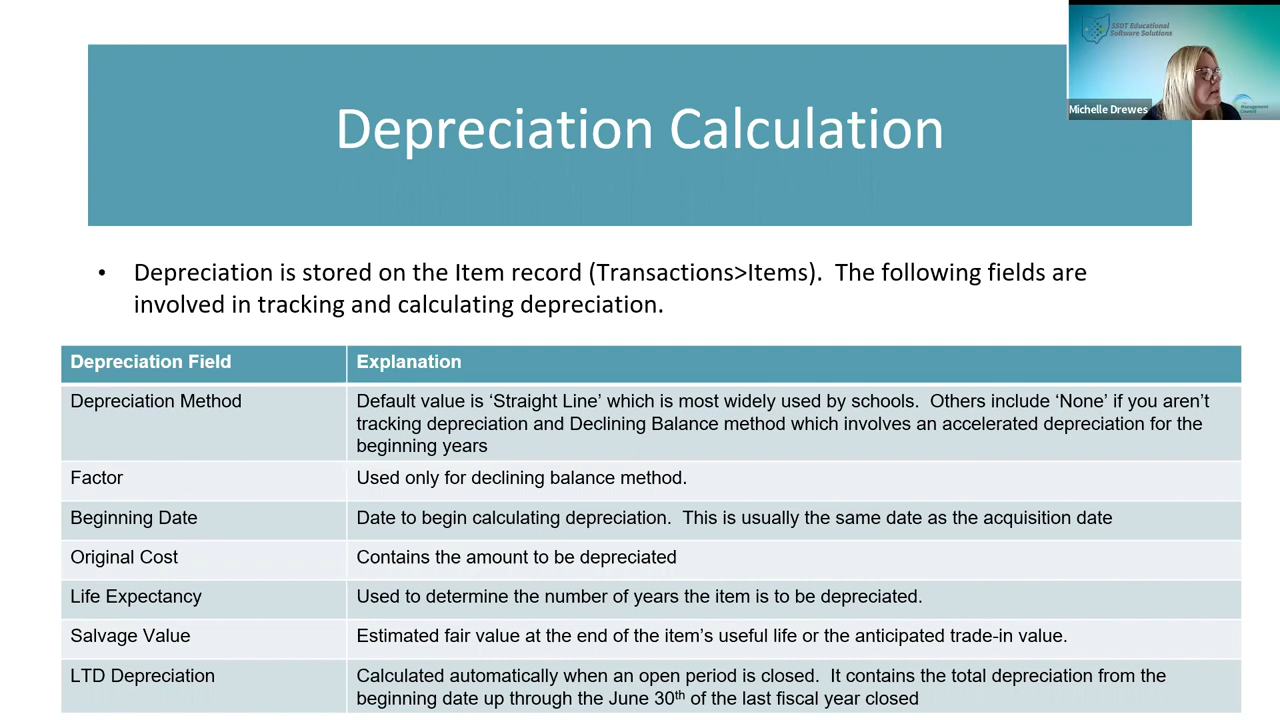 SSDT Educational
Software Solutions
Michelle Drewes
Management
Council
Depreciation Calculation
• Depreciation is stored on the Item record (Transactions>Items).  The following fields are
involved in tracking and calculating depreciation.
Depreciation Field
Explanation
Depreciation Method
Default value is ‘Straight Line’ which is most widely used by schools.  Others include ‘None’ if you aren’t
tracking depreciation and Declining Balance method which involves an accelerated depreciation for the
beginning years
Factor
Used only for declining balance method.
Beginning Date
Date to begin calculating depreciation.  This is usually the same date as the acquisition date
Original Cost
Contains the amount to be depreciated
Life Expectancy
Used to determine the number of years the item is to be depreciated.
Salvage Value
Estimated fair value at the end of the item’s useful life or the anticipated trade-in value.
LTD Depreciation
Calculated automatically when an open period is closed.  It contains the total depreciation from the
beginning date up through the June 30th of the last fiscal year closed